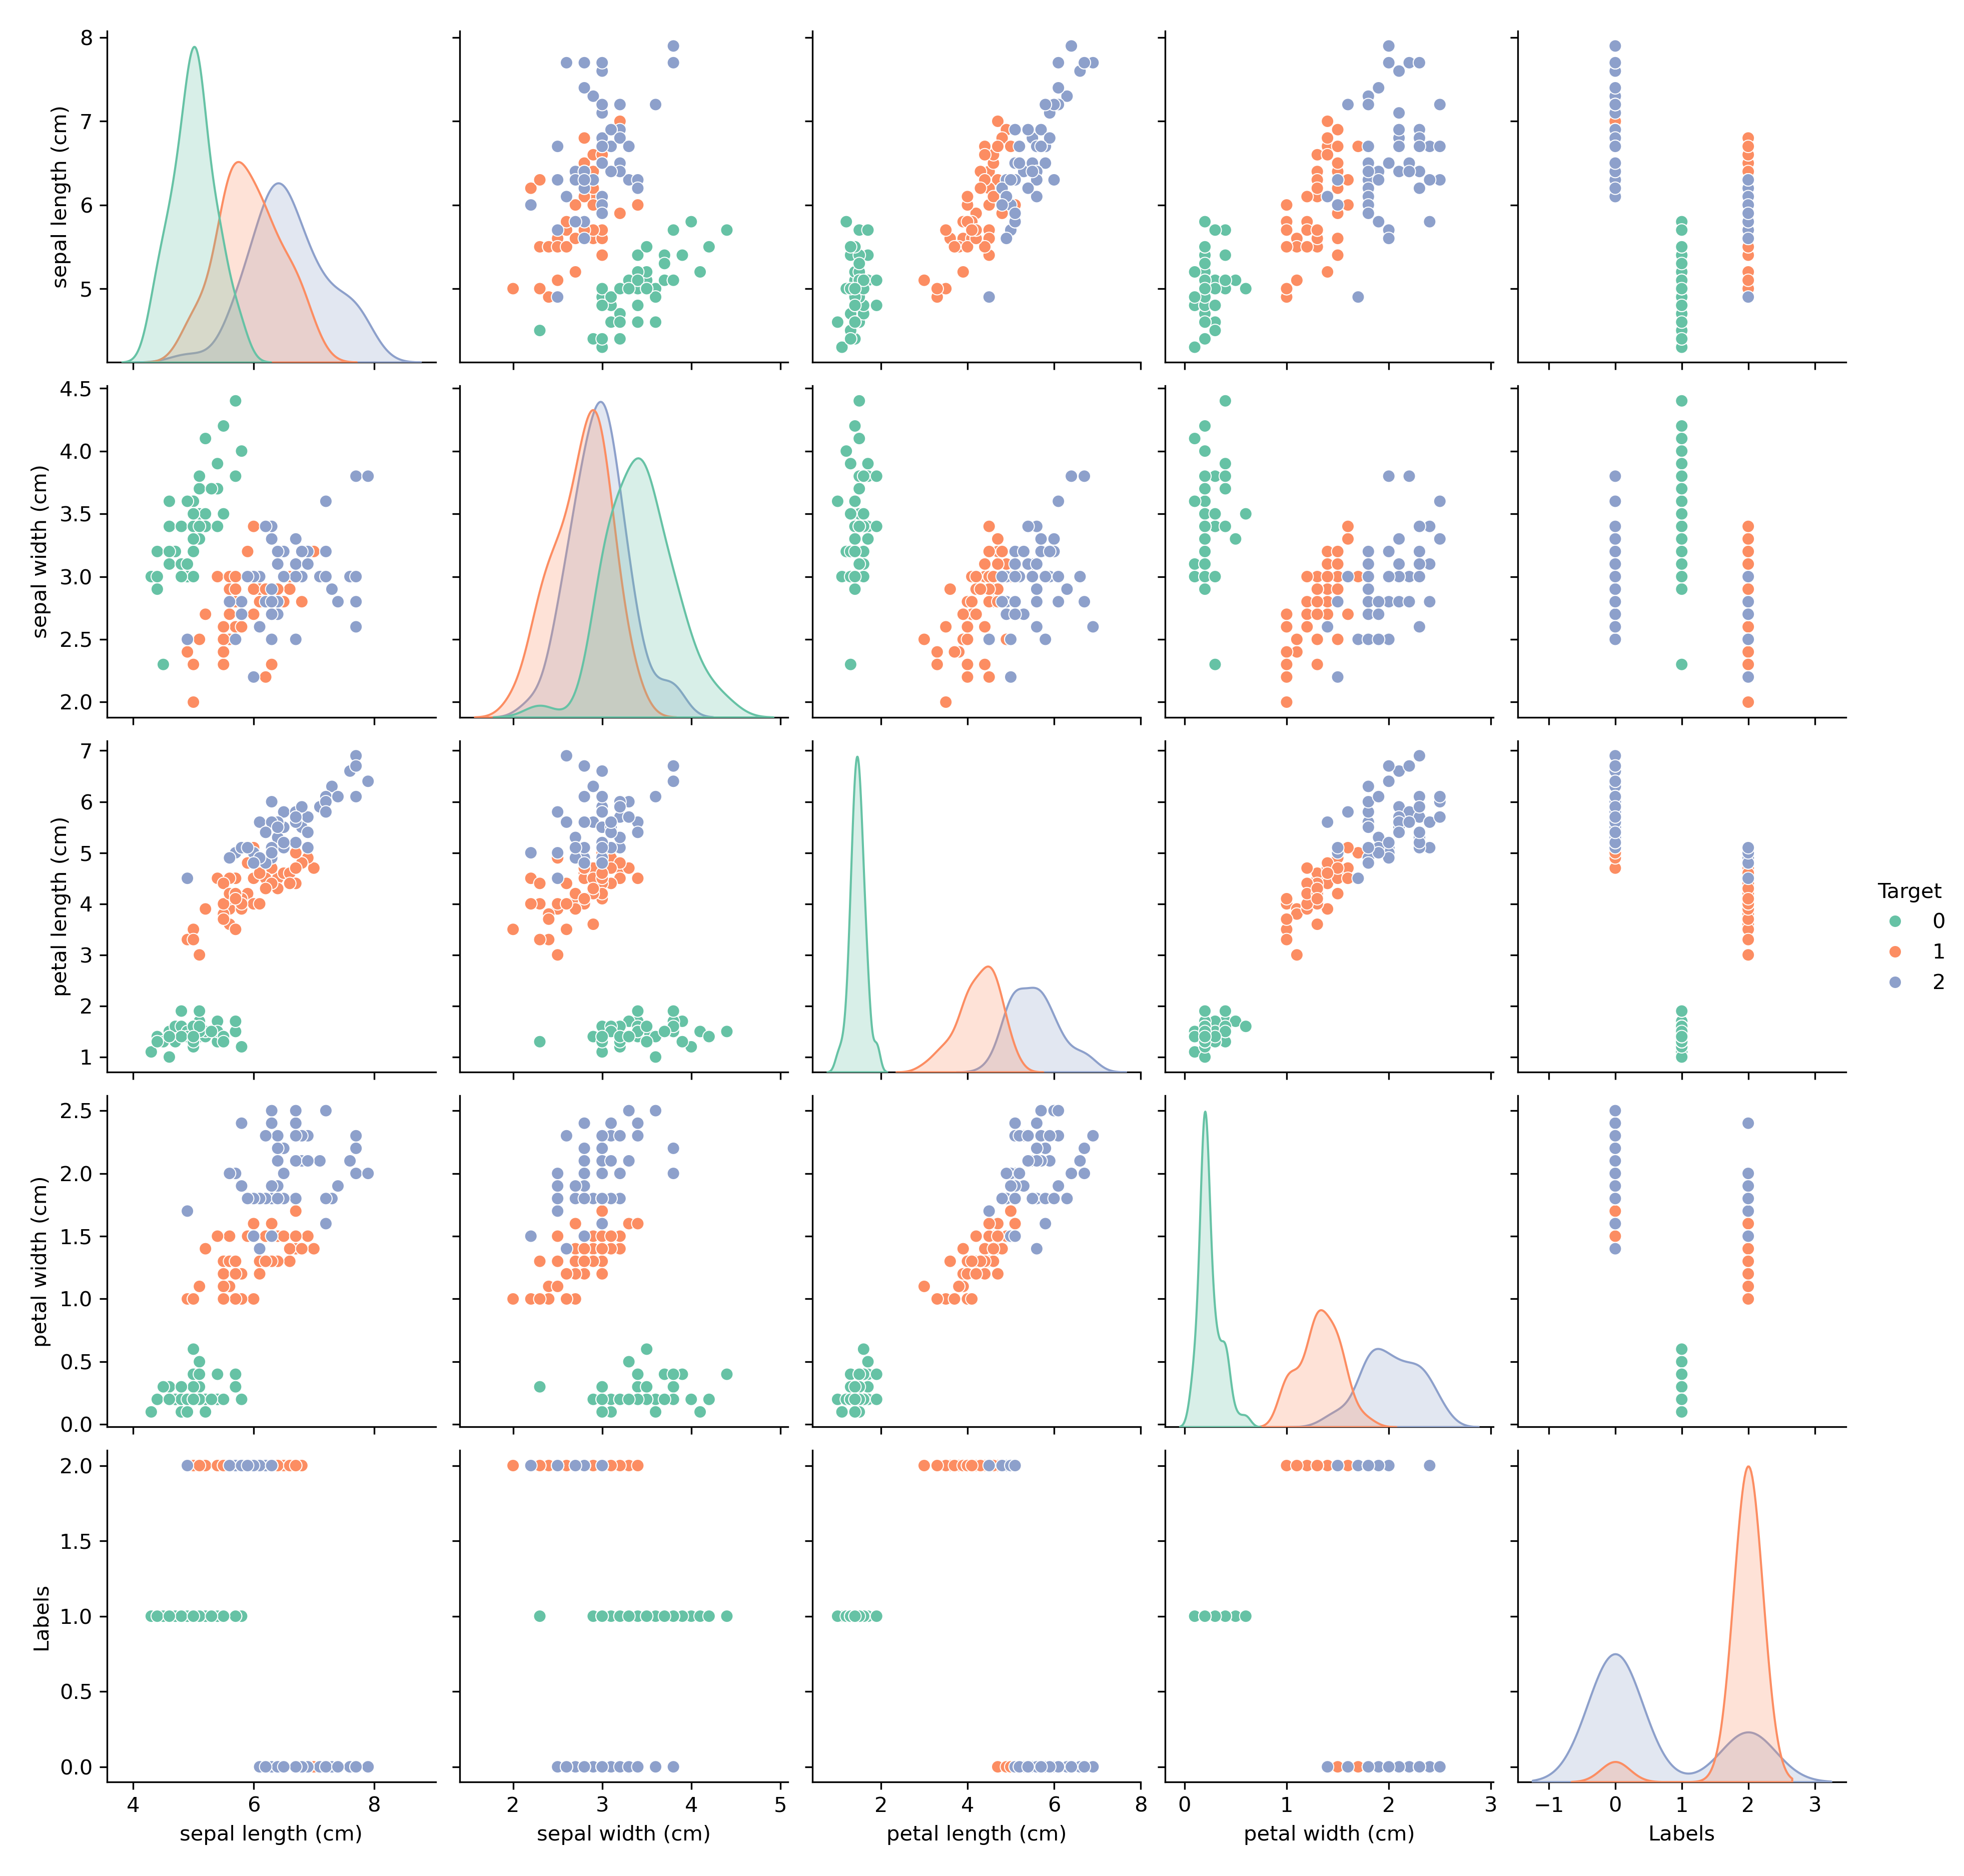 8
7
6
5
sepal length (cm)
4.5
4.0
3.5
3.0
2.5
2.0
sepal width (cm)
7
6
5
4
3
2
1
petal length (cm)
Target
0
1
2
2.5
2.0
1.5
1.0
0.5
0.0
petal width (cm)
2.0
1.5
1.0
0.5
0.0
Labels
4 6 8
2 3 4 5
2 4 6 8
0 1 2 3
−1 0 1 2 3
sepal length (cm)
sepal width (cm)
petal length (cm)
petal width (cm)
Labels